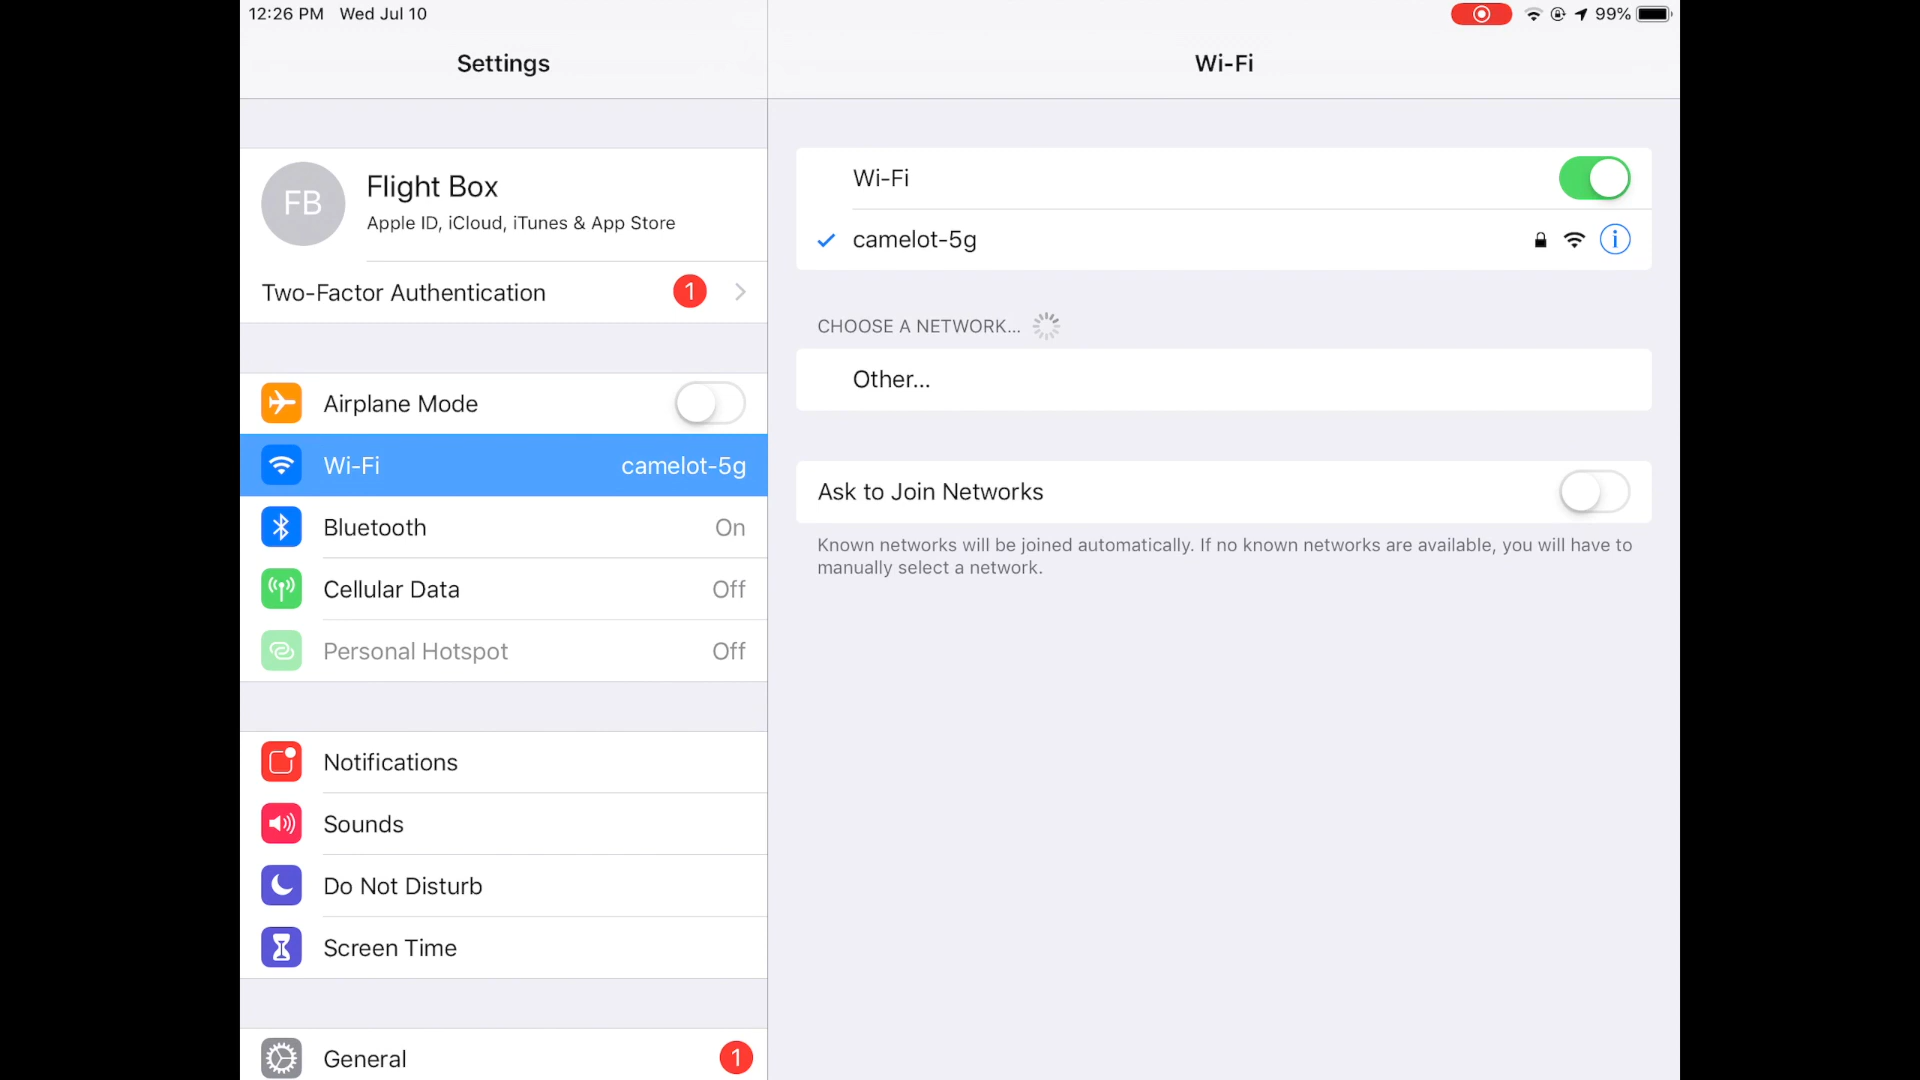 12:26 PM Wed Jul 10
99%
Settings
FB
Flight Box
Apple ID, iCloud, iTunes & App Store
Two-Factor Authentication 1
Airplane Mode
Wi-Fi camelot-5g
Bluetooth On
Cellular Data Off
Personal Hotspot Off
Notifications
Sounds
Do Not Disturb
Screen Time
General 1
Wi-Fi
Wi-Fi
camelot-5g
CHOOSE A NETWORK...
Other...
Ask to Join Networks
Known networks will be joined automatically. If no known networks are available, you will have to
manually select a network.